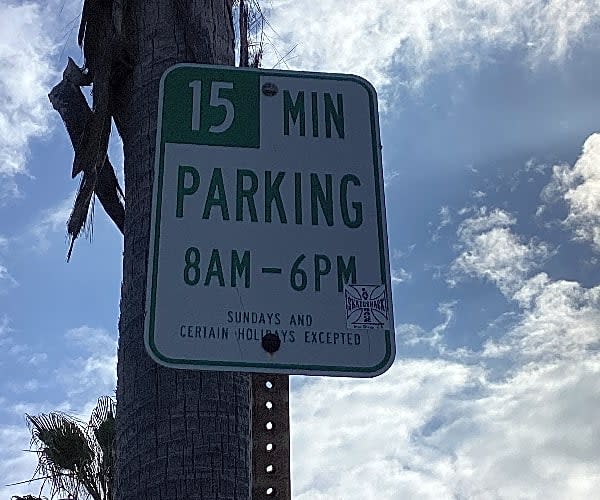 15 MIN
PARKING
8AM – 6PM
SUNDAYS AND
CERTAIN HOLIDAYS EXCEPTED